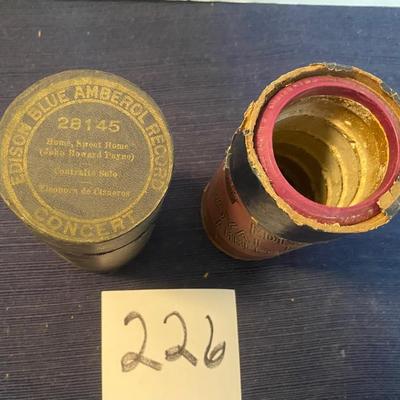 EDISON BLUE AMBEROL RECORD
28145
Home, Sweet Home
(John Howard Payne)
Contralto Solo
Eleonora de Cisneros
CONCERT
226